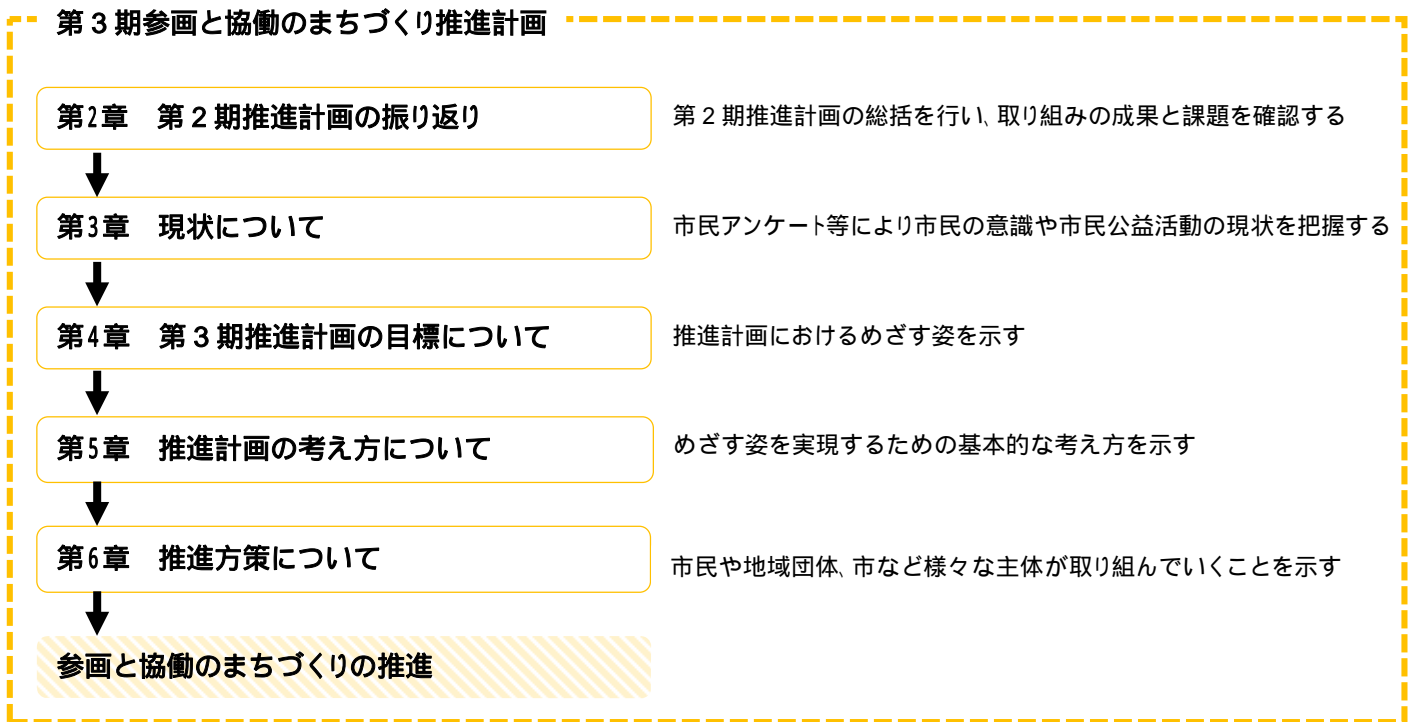 第３期参画と協働のまちづくり推進計画
第2章　第２期推進計画の振り返り
第２期推進計画の総括を行い、取り組みの成果と課題を確認する
第3章　現状について
市民アンケート等により市民の意識や市民公益活動の現状を把握する
第4章　第３期推進計画の目標について
推進計画におけるめざす姿を示す
第5章　推進計画の考え方について
めざす姿を実現するための基本的な考え方を示す
第6章　推進方策について
市民や地域団体、市など様々な主体が取り組んでいくことを示す
参画と協働のまちづくりの推進